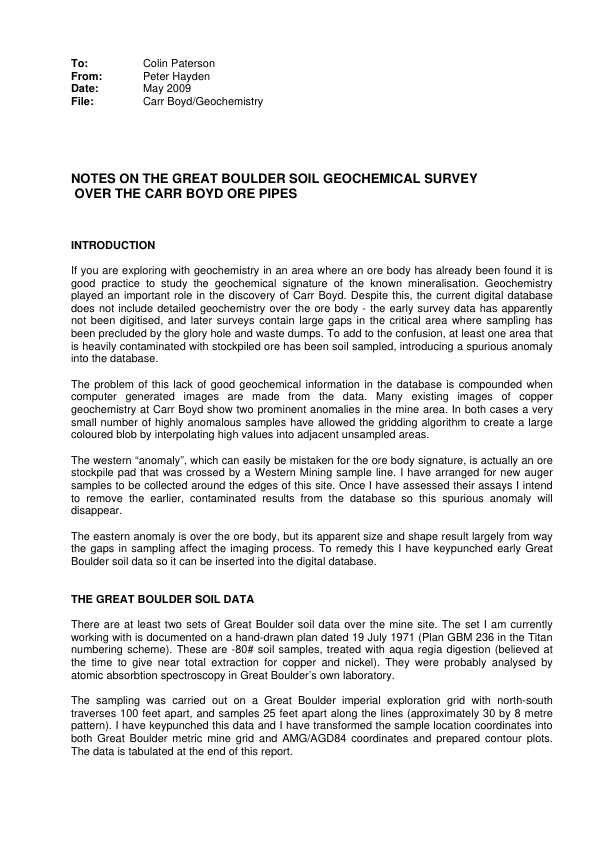 To: Colin Paterson
From: Peter Hayden
Date: May 2009
File: Carr Boyd/Geochemistry
NOTES ON THE GREAT BOULDER SOIL GEOCHEMICAL SURVEY
OVER THE CARR BOYD ORE PIPES
INTRODUCTION
If you are exploring with geochemistry in an area where an ore body has already been found it is
good practice to study the geochemical signature of the known mineralisation. Geochemistry
played an important role in the discovery of Carr Boyd. Despite this, the current digital database
does not include detailed geochemistry over the ore body - the early survey data has apparently
not been digitised, and later surveys contain large gaps in the critical area where sampling has
been precluded by the glory hole and waste dumps. To add to the confusion, at least one area that
is heavily contaminated with stockpiled ore has been soil sampled, introducing a spurious anomaly
into the database.
The problem of this lack of good geochemical information in the database is compounded when
computer generated images are made from the data. Many existing images of copper
geochemistry at Carr Boyd show two prominent anomalies in the mine area. In both cases a very
small number of highly anomalous samples have allowed the gridding algorithm to create a large
coloured blob by interpolating high values into adjacent unsampled areas.
The western “anomaly”, which can easily be mistaken for the ore body signature, is actually an ore
stockpile pad that was crossed by a Western Mining sample line. I have arranged for new auger
samples to be collected around the edges of this site. Once I have assessed their assays I intend
to remove the earlier, contaminated results from the database so this spurious anomaly will
disappear.
The eastern anomaly is over the ore body, but its apparent size and shape result largely from way
the gaps in sampling affect the imaging process. To remedy this I have keypunched early Great
Boulder soil data so it can be inserted into the digital database.
THE GREAT BOULDER SOIL DATA
There are at least two sets of Great Boulder soil data over the mine site. The set I am currently
working with is documented on a hand-drawn plan dated 19 July 1971 (Plan GBM 236 in the Titan
numbering scheme). These are -80# soil samples, treated with aqua regia digestion (believed at
the time to give near total extraction for copper and nickel). They were probably analysed by
atomic absorption spectroscopy in Great Boulder’s own laboratory.
The sampling was carried out on a Great Boulder imperial exploration grid with north-south
traverses 100 feet apart, and samples 25 feet apart along the lines (approximately 30 by 8 metre
pattern). I have keypunched this data and I have transformed the sample location coordinates into
both Great Boulder metric mine grid and AMG/AGD84 coordinates and prepared contour plots.
The data is tabulated at the end of this report.